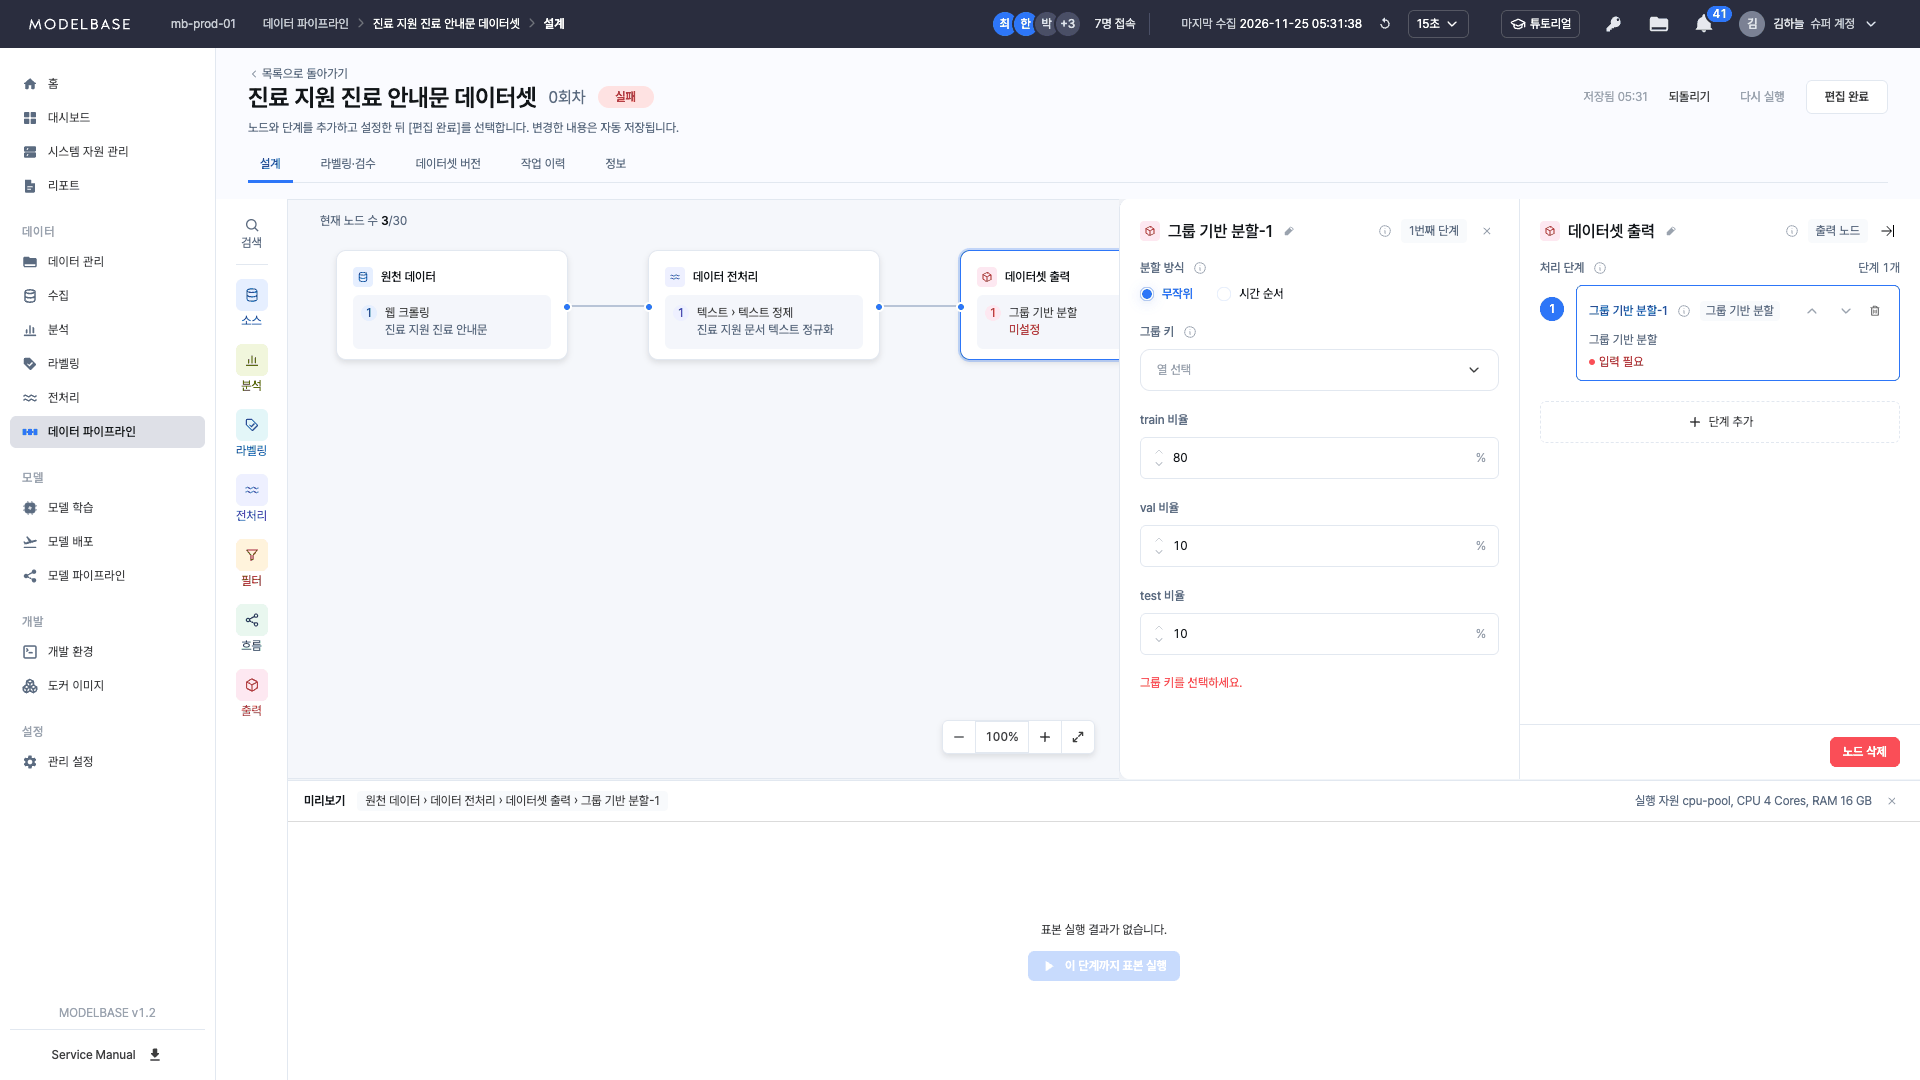 MODELBASE
mb-prod-01
데이터 파이프라인
진료 지원 진료 안내문 데이터셋
설계
최
한
박
+3
7명 접속
마지막 수집 2026-11-25 05:31:38
15초
튜토리얼
41
김
김하늘 슈퍼 계정
홈
대시보드
시스템 자원 관리
리포트
데이터
데이터 관리
수집
분석
라벨링
전처리
데이터 파이프라인
모델
모델 학습
모델 배포
모델 파이프라인
개발
개발 환경
도커 이미지
설정
관리 설정
MODELBASE v1.2
Service Manual
목록으로 돌아가기
진료 지원 진료 안내문 데이터셋 0회차 실패
노드와 단계를 추가하고 설정한 뒤 [편집 완료]를 선택합니다. 변경한 내용은 자동 저장됩니다.
저장됨 05:31
되돌리기
다시 실행
편집 완료
설계
라벨링·검수
데이터셋 버전
작업 이력
정보
검색
소스
분석
라벨링
전처리
필터
흐름
출력
현재 노드 수 3/30
원천 데이터
1 웹 크롤링
진료 지원 진료 안내문
데이터 전처리
1 텍스트 › 텍스트 정제
진료 지원 문서 텍스트 정규화
데이터셋 출력
1 그룹 기반 분할
미설정
100%
그룹 기반 분할-1
1번째 단계
분할 방식
무작위
시간 순서
그룹 키
열 선택
train 비율
80 %
val 비율
10 %
test 비율
10 %
그룹 키를 선택하세요.
데이터셋 출력
출력 노드
처리 단계
단계 1개
1
그룹 기반 분할-1
그룹 기반 분할
그룹 기반 분할
입력 필요
단계 추가
노드 삭제
미리보기
원천 데이터 › 데이터 전처리 › 데이터셋 출력 › 그룹 기반 분할-1
실행 자원 cpu-pool, CPU 4 Cores, RAM 16 GB
표본 실행 결과가 없습니다.
이 단계까지 표본 실행